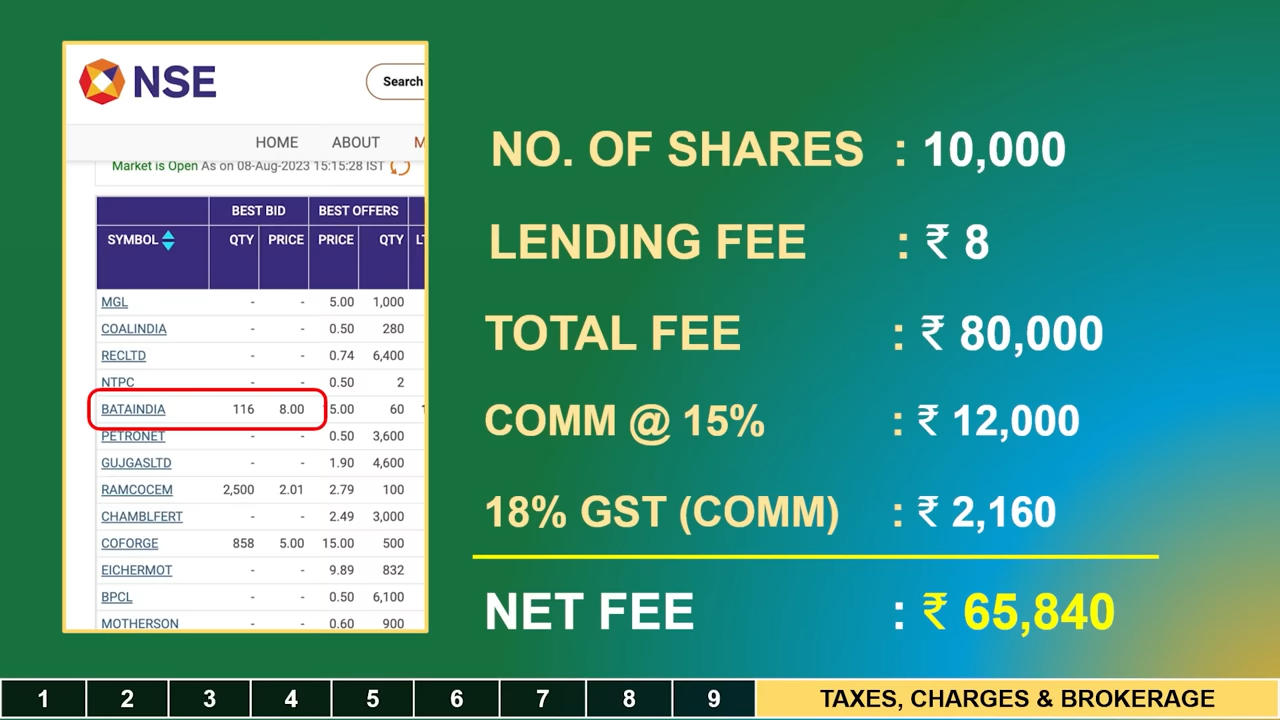 NSE
Search
HOME ABOUT M
Market is Open As on 08-Aug-2023 15:15:28 IST
BEST BID BEST OFFERS
SYMBOL QTY PRICE PRICE QTY
MGL - - 5.00 1,000
COALINDIA - - 0.50 280
RECLTD - - 0.74 6,400
NTPC - - 0.50 2
BATAINDIA 116 8.00 5.00 60
PETRONET - - 0.50 3,600
GUJGASLTD - - 1.90 4,600
RAMCOCEM 2,500 2.01 2.79 100
CHAMBLFERT - - 2.49 3,000
COFORGE 858 5.00 15.00 500
EICHERMOT - - 9.89 832
BPCL - - 0.50 6,100
MOTHERSON - - 0.60 900
NO. OF SHARES : 10,000
LENDING FEE : ₹ 8
TOTAL FEE : ₹ 80,000
COMM @ 15% : ₹ 12,000
18% GST (COMM) : ₹ 2,160
NET FEE : ₹ 65,840
1 2 3 4 5 6 7 8 9 TAXES, CHARGES & BROKERAGE